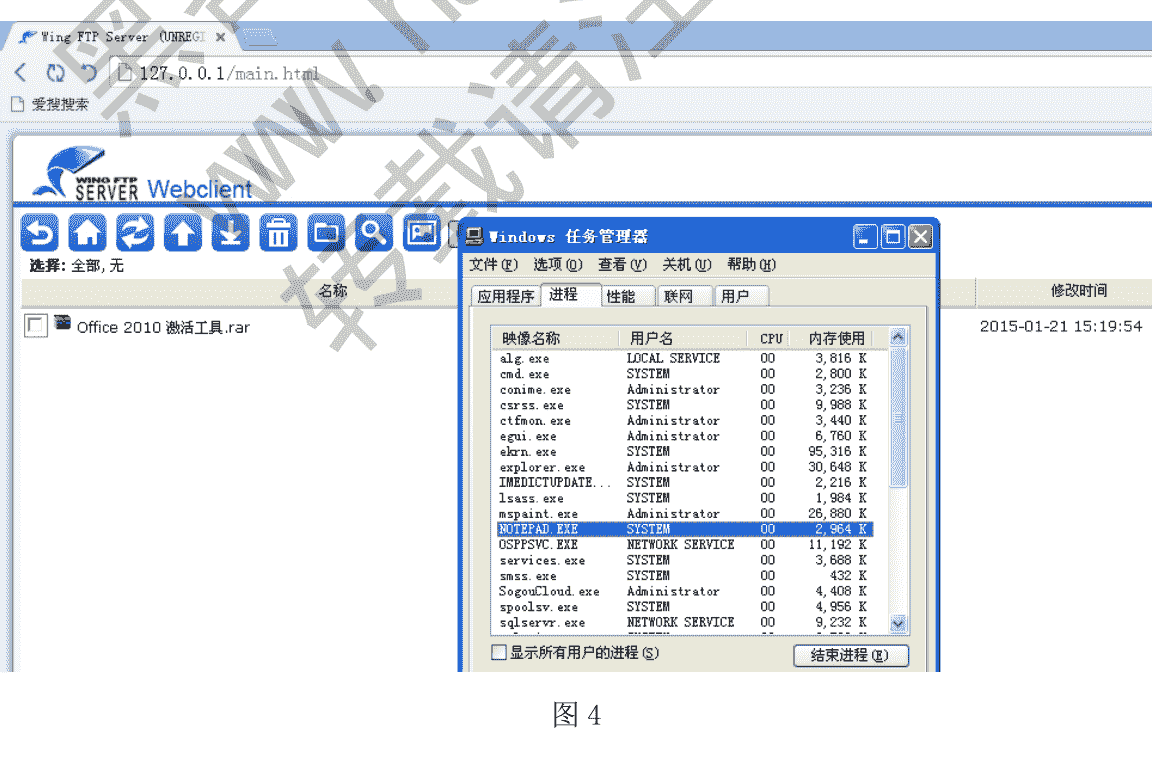 Wing FTP Server (UNREGI
127.0.0.1/main.html
爱搜搜索
WING FTP
SERVER Webclient
选择: 全部, 无
名称
修改时间
Office 2010 激活工具.rar
2015-01-21 15:19:54
Windows 任务管理器
文件(F) 选项(O) 查看(V) 关机(U) 帮助(H)
应用程序 进程 性能 联网 用户
映像名称 用户名 CPU 内存使用
alg.exe LOCAL SERVICE 00 3,816 K
cmd.exe SYSTEM 00 2,800 K
conime.exe Administrator 00 3,236 K
csrss.exe SYSTEM 00 9,988 K
ctfmon.exe Administrator 00 3,440 K
egui.exe Administrator 00 6,760 K
ekrn.exe SYSTEM 00 95,316 K
explorer.exe Administrator 00 30,648 K
IMEDICTUPDATE... SYSTEM 00 2,216 K
lsass.exe SYSTEM 00 1,984 K
mspaint.exe Administrator 00 26,880 K
NOTEPAD.EXE SYSTEM 00 2,964 K
OSPPSVC.EXE NETWORK SERVICE 00 11,192 K
services.exe SYSTEM 00 3,688 K
smss.exe SYSTEM 00 432 K
SogouCloud.exe Administrator 00 4,408 K
spoolsv.exe SYSTEM 00 4,956 K
sqlservr.exe NETWORK SERVICE 00 9,232 K
显示所有用户的进程(S)
结束进程(E)
黑
www.
转载请注
图 4